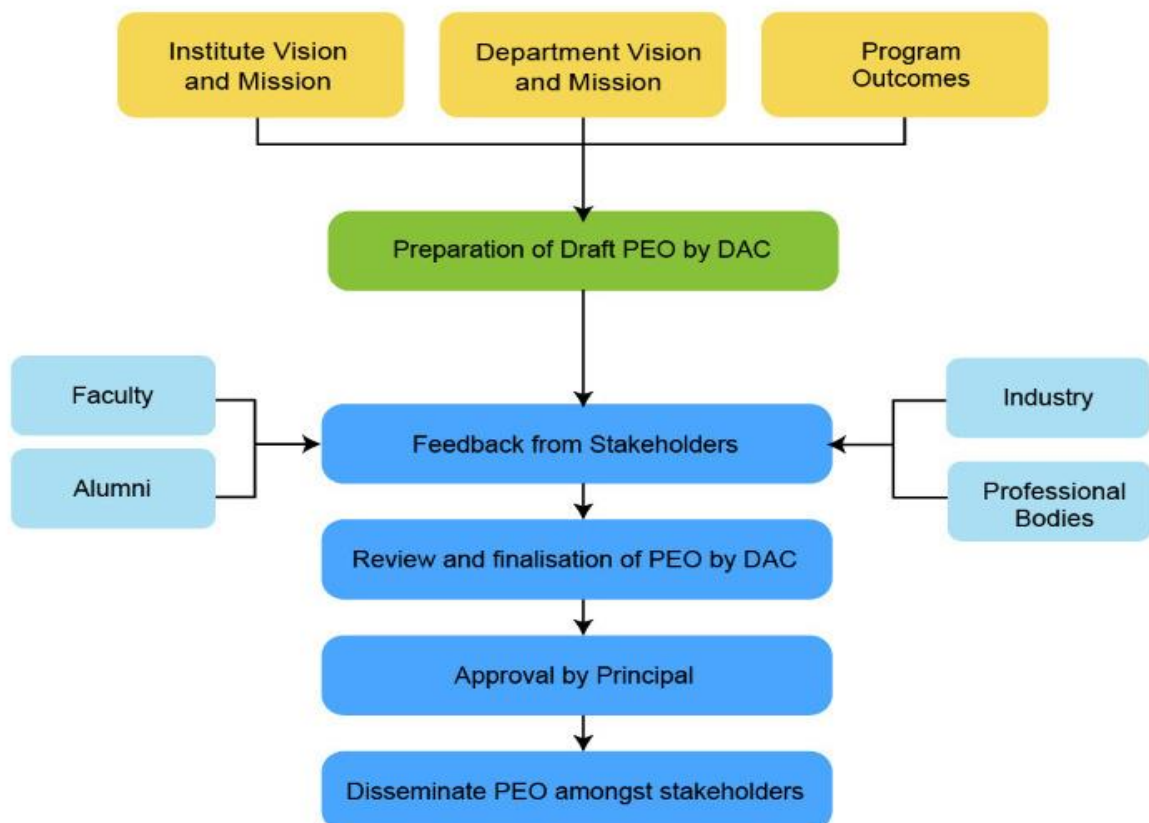 Institute Vision
and Mission
Department Vision
and Mission
Program
Outcomes
Preparation of Draft PEO by DAC
Faculty
Alumni
Feedback from Stakeholders
Industry
Professional
Bodies
Review and finalisation of PEO by DAC
Approval by Principal
Disseminate PEO amongst stakeholders